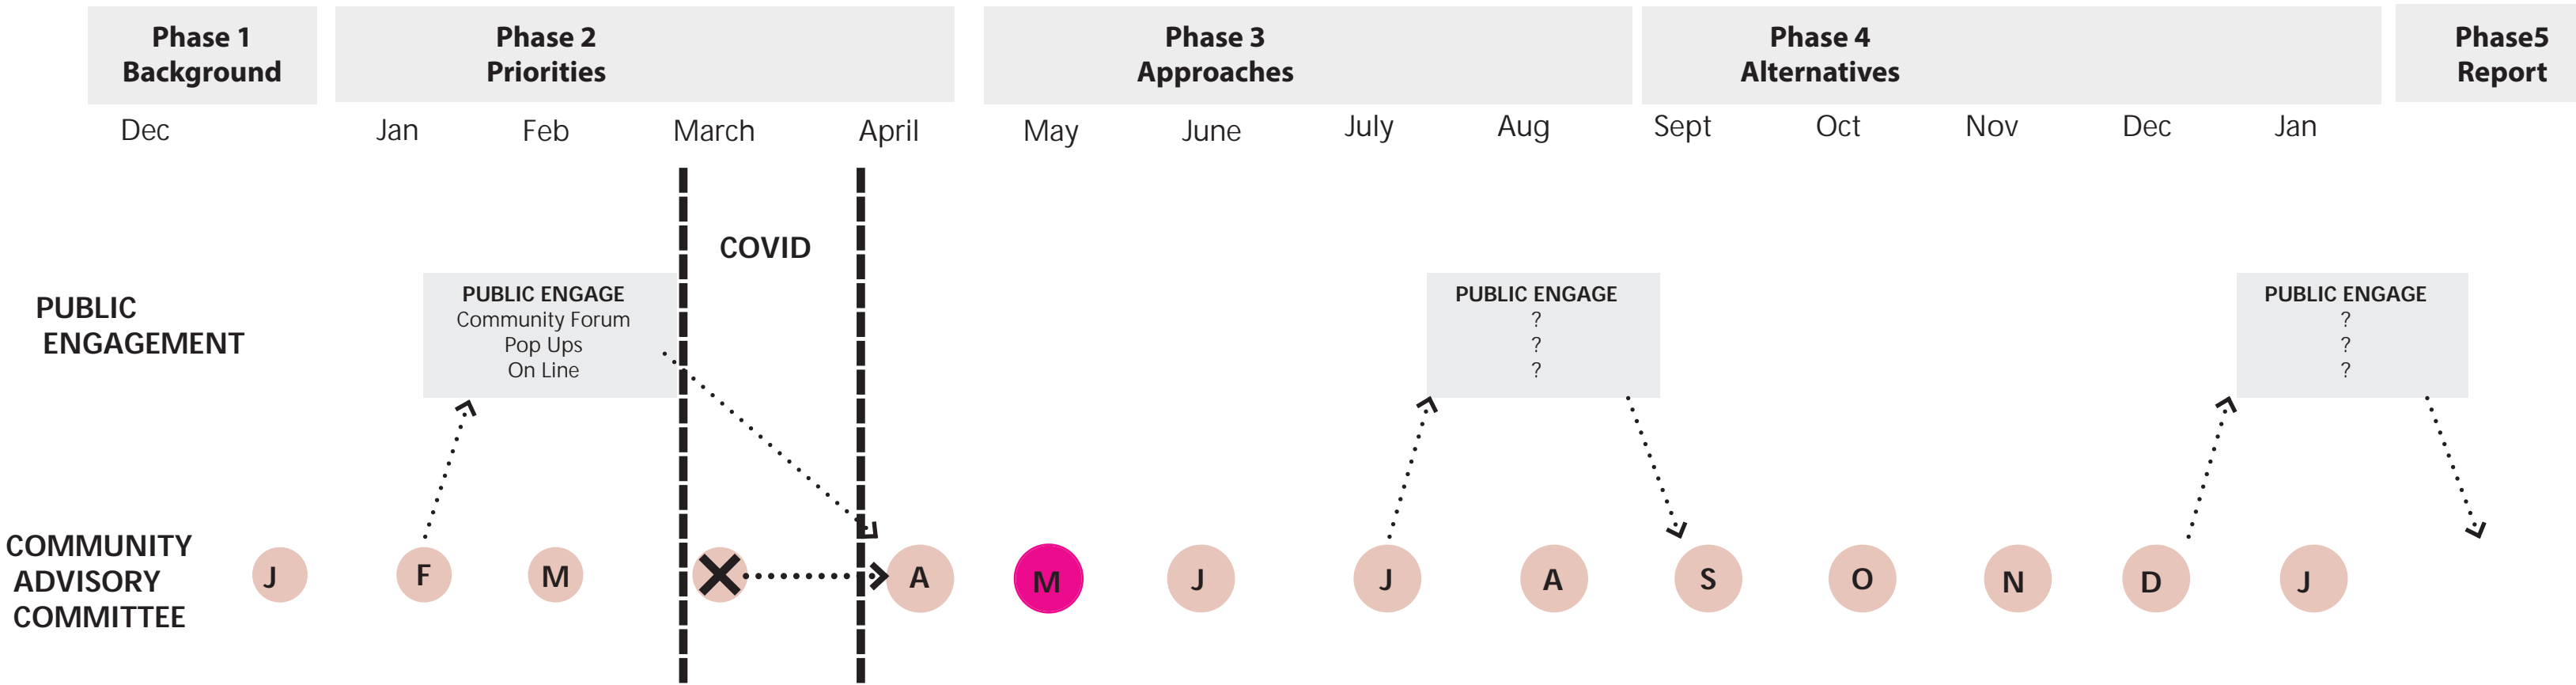 Phase 1
Background
Phase 2
Priorities
Phase 3
Approaches
Phase 4
Alternatives
Phase5
Report
Dec
Jan
Feb
March
April
May
June
July
Aug
Sept
Oct
Nov
Dec
Jan
COVID
PUBLIC
ENGAGEMENT
PUBLIC ENGAGE
Community Forum
Pop Ups
On Line
PUBLIC ENGAGE
?
?
?
PUBLIC ENGAGE
?
?
?
COMMUNITY
ADVISORY
COMMITTEE
J
F
M
A
M
J
J
A
S
O
N
D
J